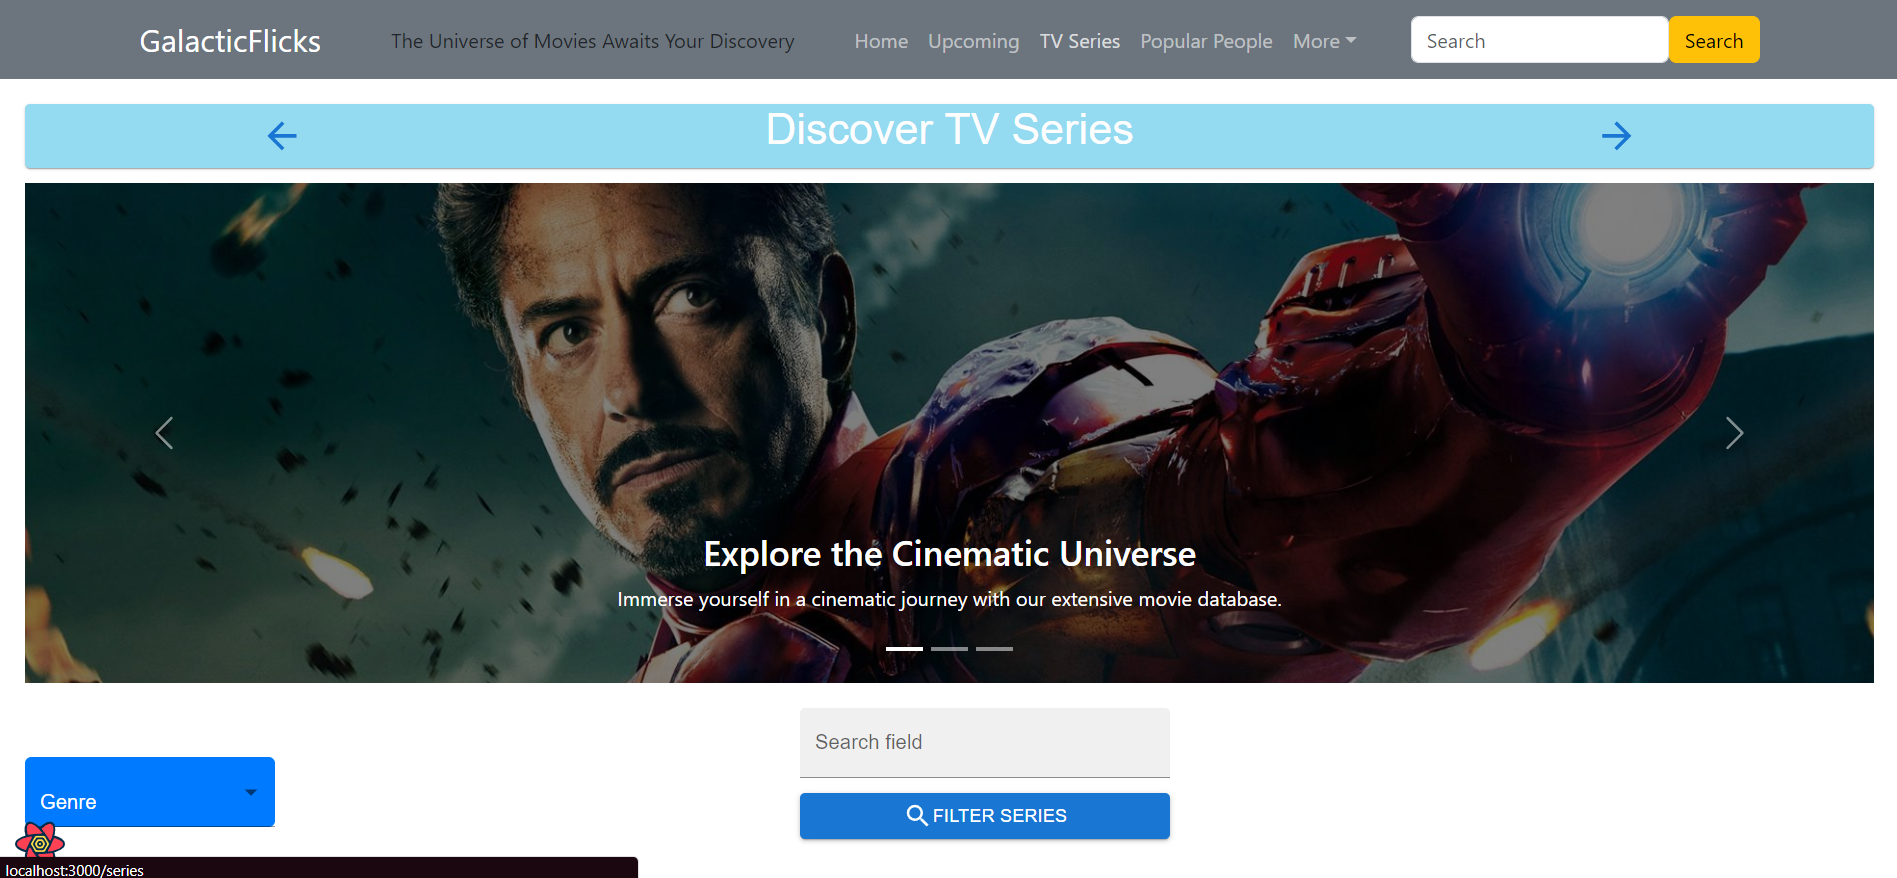 GalacticFlicks The Universe of Movies Awaits Your Discovery Home Upcoming TV Series Popular People More Search Search
Discover TV Series
Explore the Cinematic Universe
Immerse yourself in a cinematic journey with our extensive movie database.
Search field
Genre
FILTER SERIES
localhost:3000/series